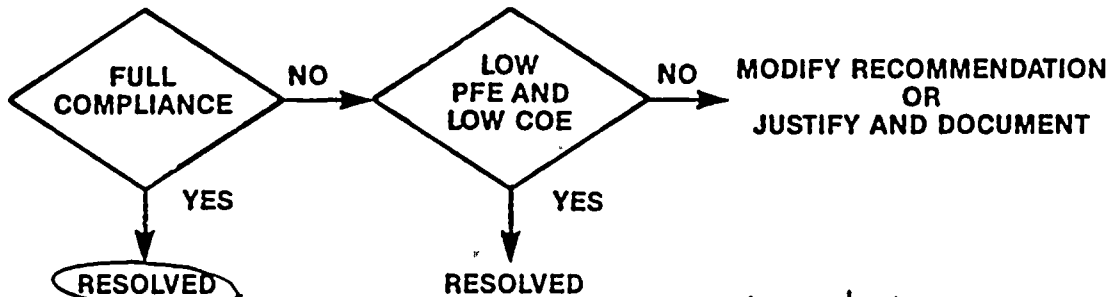 FULL
COMPLIANCE
NO
LOW
PFE AND
LOW COE
NO
MODIFY RECOMMENDATION
OR
JUSTIFY AND DOCUMENT
YES
YES
RESOLVED
RESOLVED